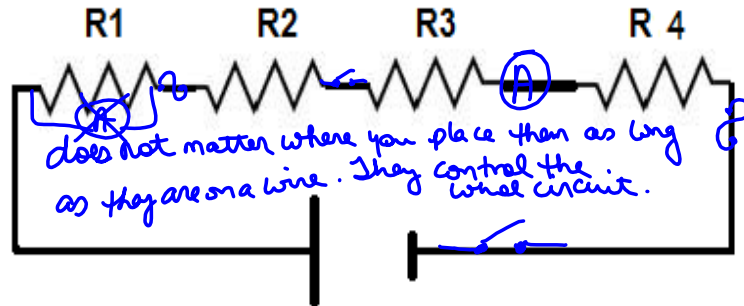 R1 R2 R3 R 4
A
A
does not matter where you place them as long
as they are on a wire. They control the
whol circuit.